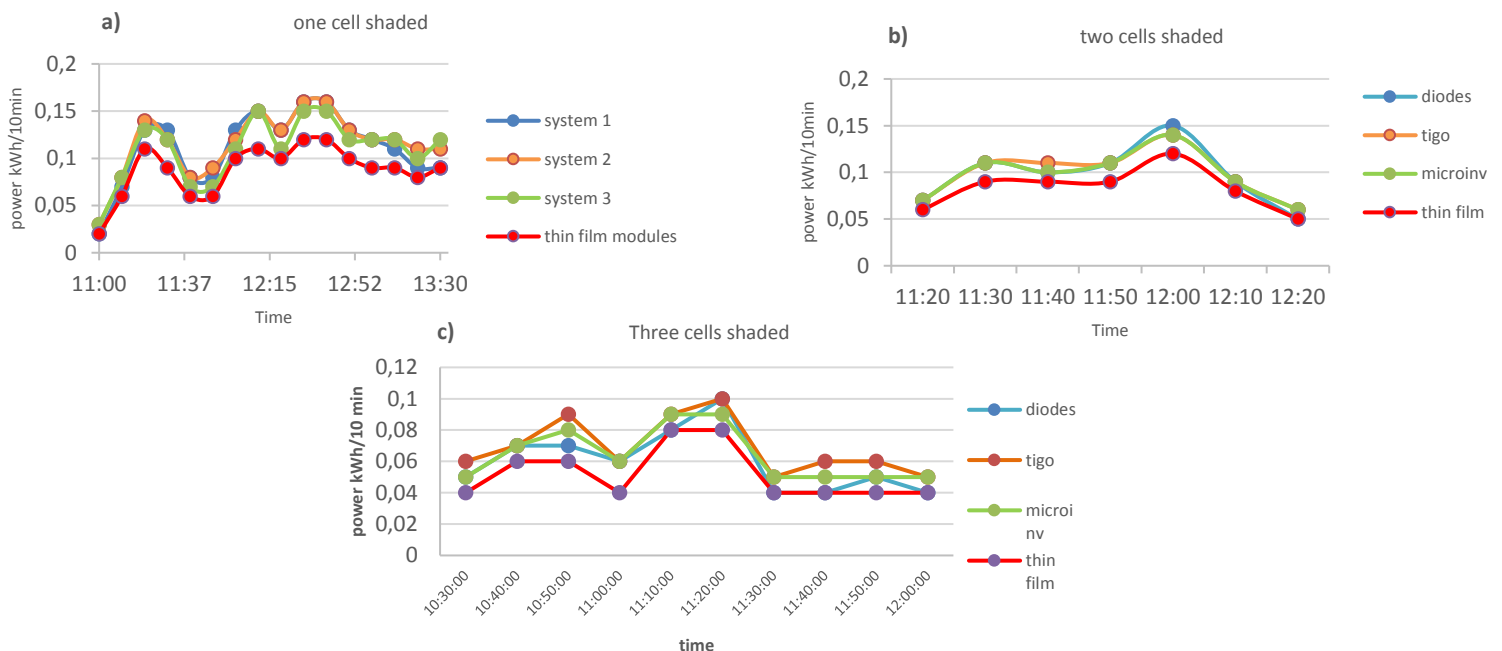 a)
one cell shaded
power kWh/10min
0,2
0,15
0,1
0,05
0
11:00 11:37 12:15 12:52 13:30
Time
system 1
system 2
system 3
thin film modules
b)
two cells shaded
power kWh/10min
0,2
0,15
0,1
0,05
0
11:20 11:30 11:40 11:50 12:00 12:10 12:20
Time
diodes
tigo
microinv
thin film
c)
Three cells shaded
power kWh/10 min
0,12
0,1
0,08
0,06
0,04
0,02
0
10:30:00 10:40:00 10:50:00 11:00:00 11:10:00 11:20:00 11:30:00 11:40:00 11:50:00 12:00:00
time
diodes
tigo
microi
nv
thin
film